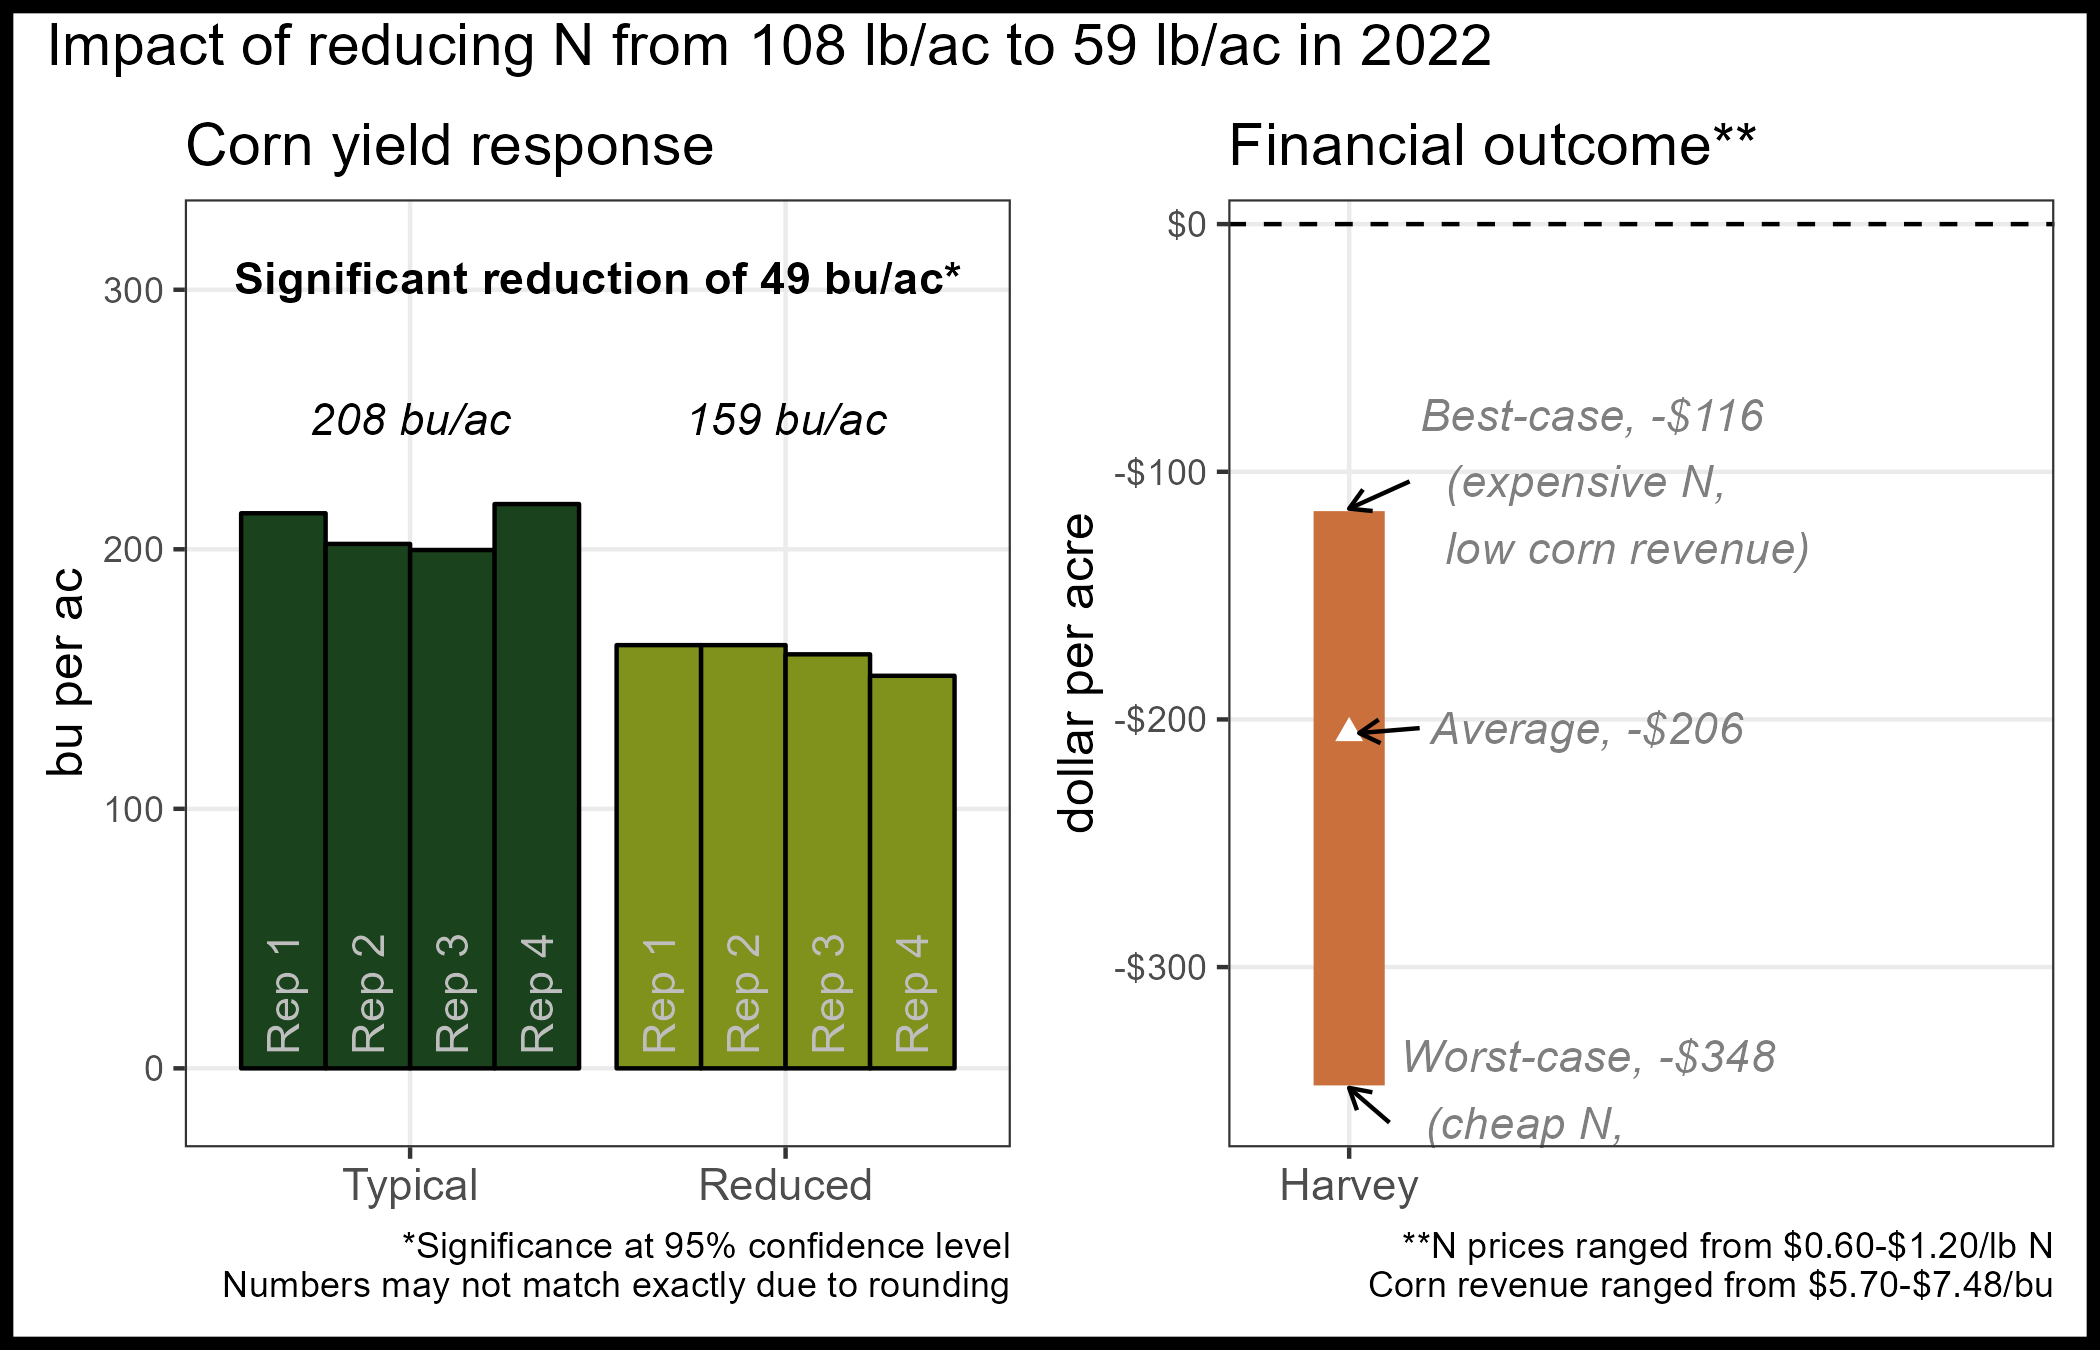 Impact of reducing N from 108 lb/ac to 59 lb/ac in 2022
Corn yield response
Significant reduction of 49 bu/ac*
208 bu/ac
159 bu/ac
bu per ac
300
200
100
0
Rep 1
Rep 2
Rep 3
Rep 4
Rep 1
Rep 2
Rep 3
Rep 4
Typical
Reduced
*Significance at 95% confidence level
Numbers may not match exactly due to rounding
Financial outcome**
dollar per acre
$0
-$100
-$200
-$300
Best-case, -$116
(expensive N,
low corn revenue)
Average, -$206
Worst-case, -$348
(cheap N,
Harvey
**N prices ranged from $0.60-$1.20/lb N
Corn revenue ranged from $5.70-$7.48/bu